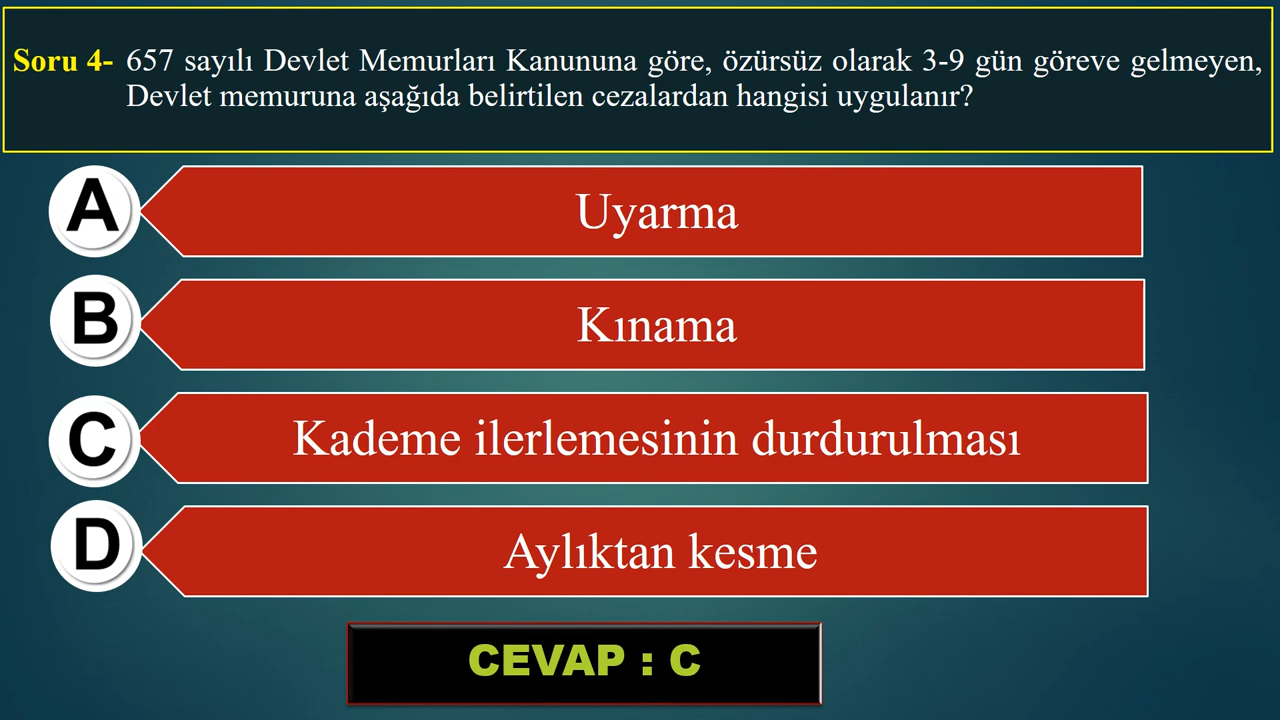 Soru 4- 657 sayılı Devlet Memurları Kanununa göre, özürsüz olarak 3-9 gün göreve gelmeyen,
Devlet memuruna aşağıda belirtilen cezalardan hangisi uygulanır?
A Uyarma
B Kınama
C Kademe ilerlemesinin durdurulması
D Aylıktan kesme
CEVAP : C